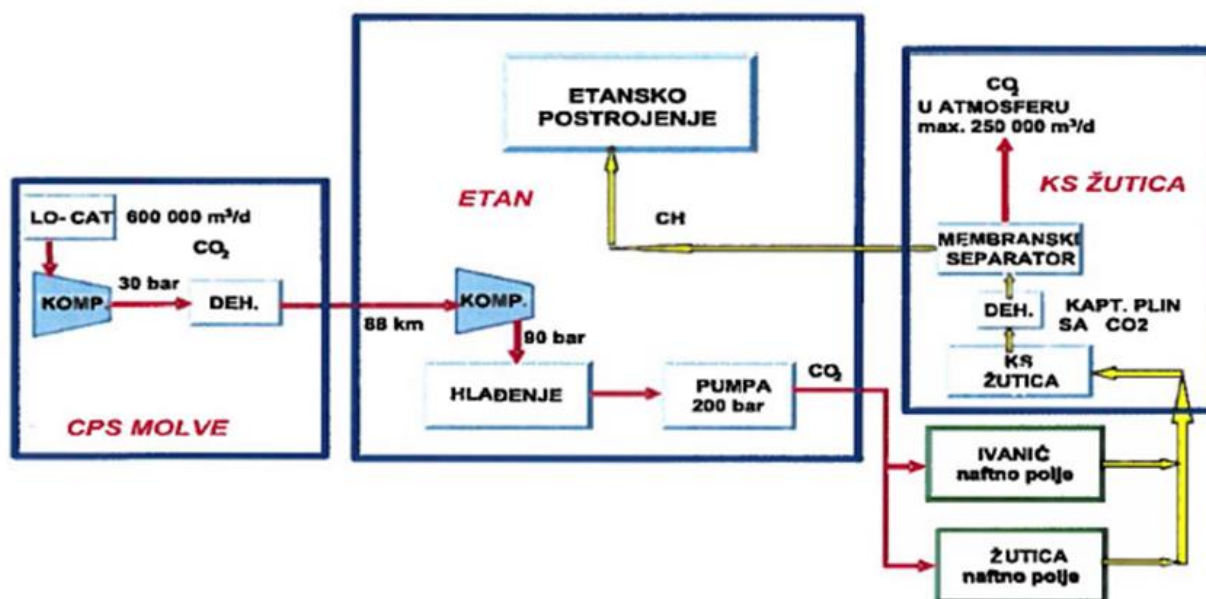 LO-CAT 600 000 m³/d
CO₂
KOMP.
30 bar
DEH.
CPS MOLVE
88 km
ETANSKO
POSTROJENJE
ETAN
CH
KOMP.
90 bar
HLAĐENJE
PUMPA
200 bar
CO₂
CO₂
U ATMOSFERU
max. 250 000 m³/d
KS ŽUTICA
MEMBRANSKI
SEPARATOR
DEH.
KAPT. PLIN
SA CO2
KS
ŽUTICA
IVANIĆ
naftno polje
ŽUTICA
naftno polje